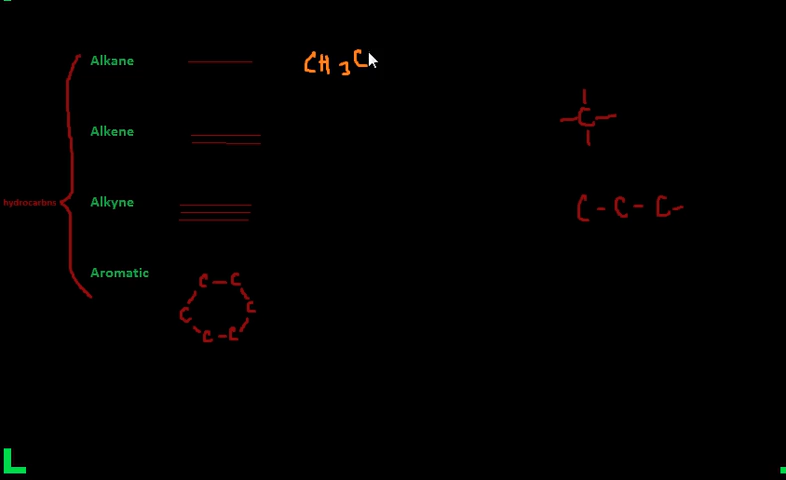 Alkane CH3C
Alkene
C
Alkyne
hydrocarbns
C - C - C -
Aromatic
C - C
C C
C - C